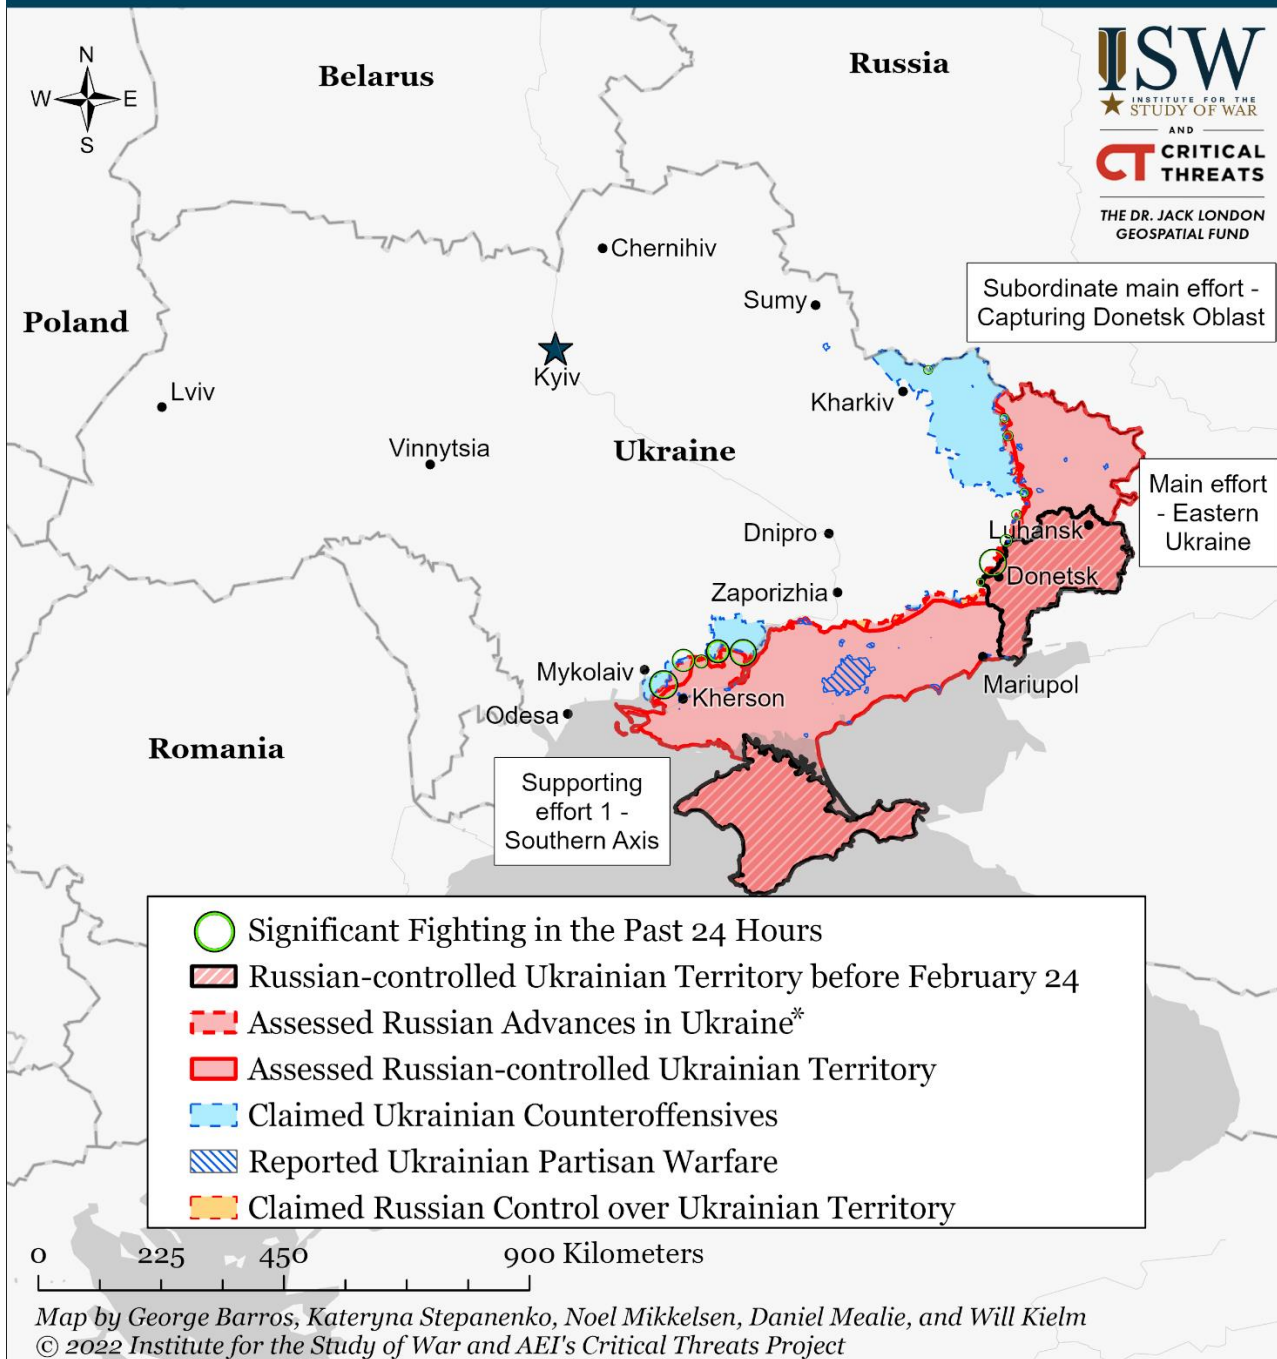 N
W
E
S
Belarus
Russia
ISW
INSTITUTE FOR THE
STUDY OF WAR
AND
CT CRITICAL
THREATS
THE DR. JACK LONDON
GEOSPATIAL FUND
Chernihiv
Sumy
Subordinate main effort -
Capturing Donetsk Oblast
Poland
Kyiv
Lviv
Kharkiv
Vinnytsia
Ukraine
Main effort
- Eastern
Ukraine
Dnipro
Luhansk
Donetsk
Zaporizhia
Mykolaiv
Mariupol
Kherson
Odesa
Romania
Supporting
effort 1 -
Southern Axis
Significant Fighting in the Past 24 Hours
Russian-controlled Ukrainian Territory before February 24
Assessed Russian Advances in Ukraine*
Assessed Russian-controlled Ukrainian Territory
Claimed Ukrainian Counteroffensives
Reported Ukrainian Partisan Warfare
Claimed Russian Control over Ukrainian Territory
0 225 450 900 Kilometers
Map by George Barros, Kateryna Stepanenko, Noel Mikkelsen, Daniel Mealie, and Will Kielm
© 2022 Institute for the Study of War and AEI's Critical Threats Project